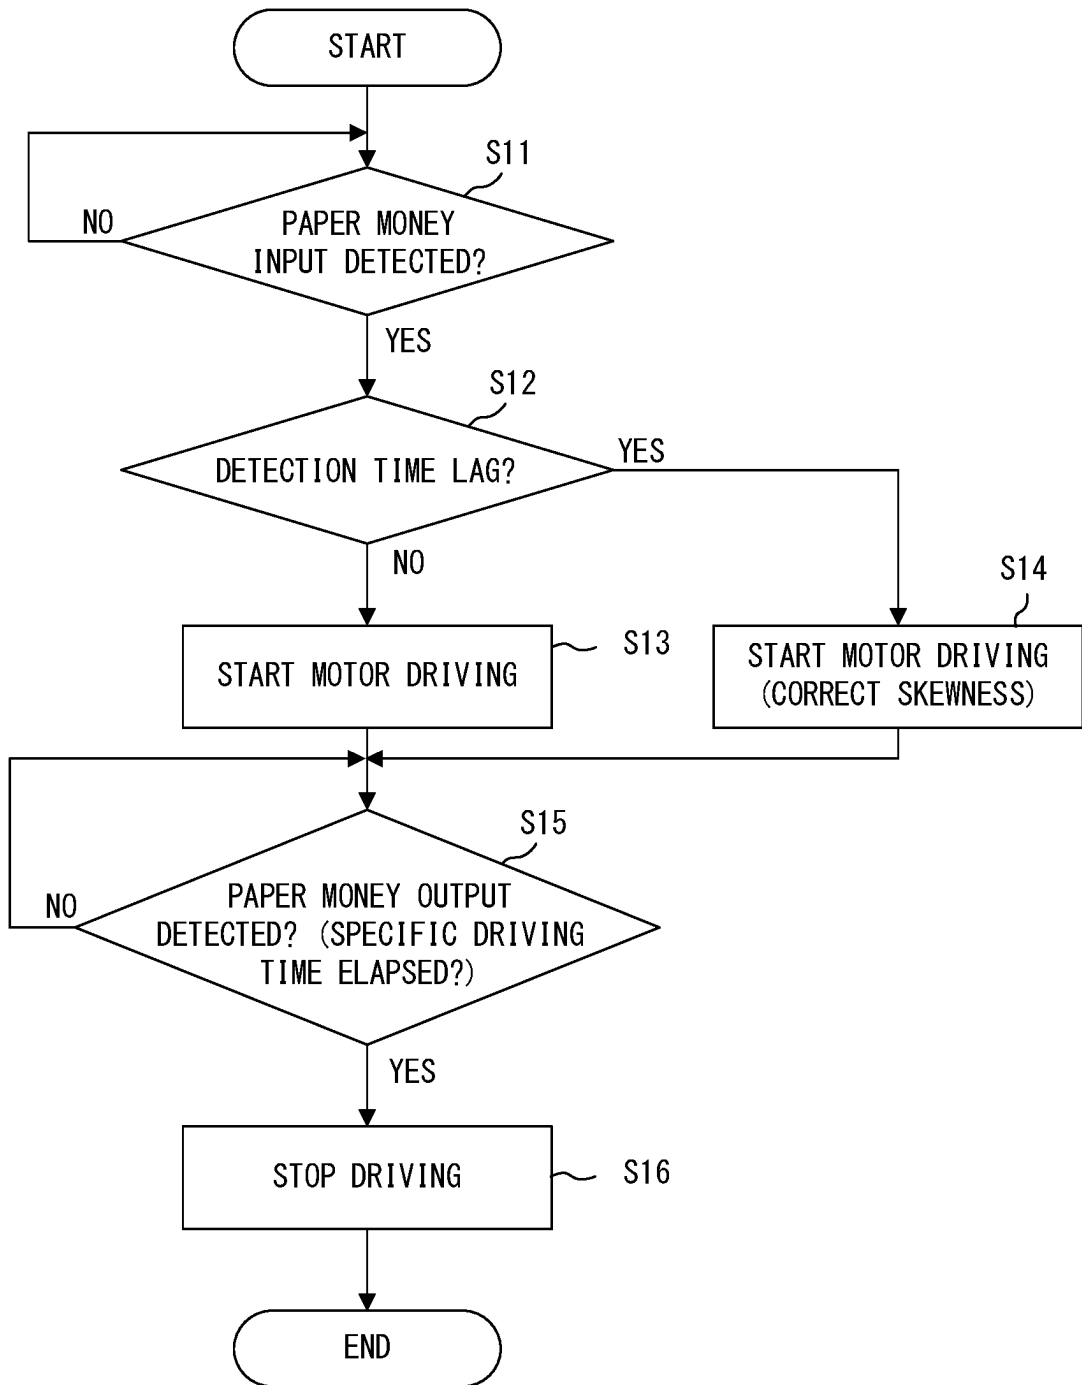 START
S11
NO
PAPER MONEY
INPUT DETECTED?
YES
S12
DETECTION TIME LAG?
YES
NO
S14
S13
START MOTOR DRIVING
START MOTOR DRIVING
(CORRECT SKEWNESS)
S15
NO
PAPER MONEY OUTPUT
DETECTED? (SPECIFIC DRIVING
TIME ELAPSED?)
YES
STOP DRIVING
S16
END